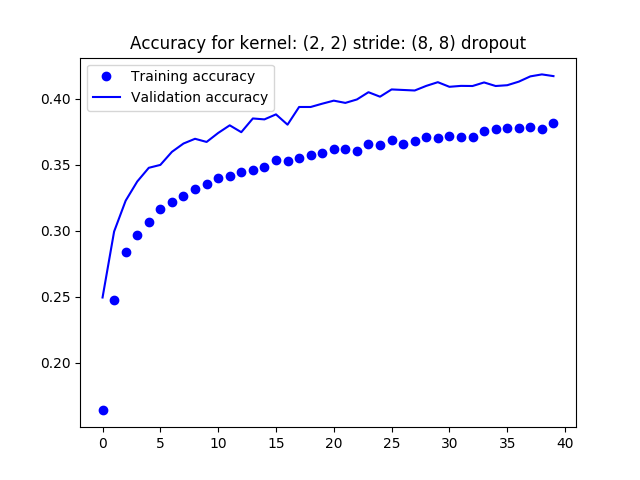 Accuracy for kernel: (2, 2) stride: (8, 8) dropout
Training accuracy
Validation accuracy
0.40
0.35
0.30
0.25
0.20
0 5 10 15 20 25 30 35 40